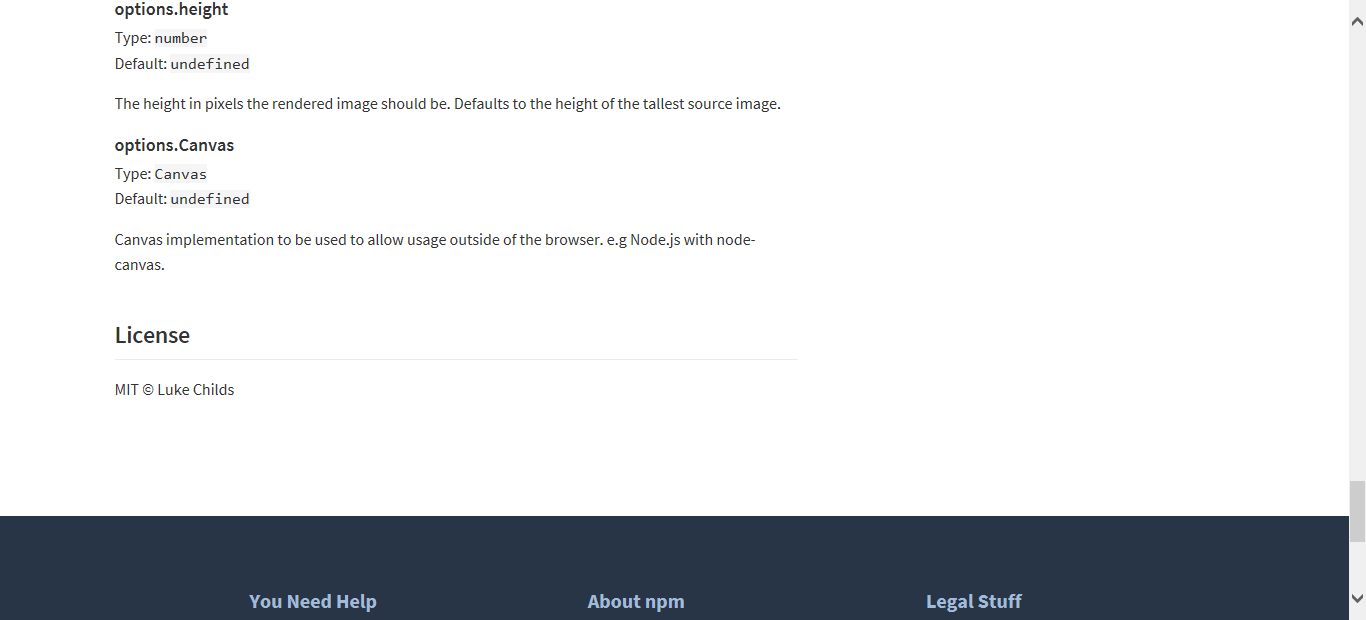 options.height
Type: number
Default: undefined
The height in pixels the rendered image should be. Defaults to the height of the tallest source image.
options.Canvas
Type: Canvas
Default: undefined
Canvas implementation to be used to allow usage outside of the browser. e.g Node.js with node-
canvas.
License
MIT © Luke Childs
You Need Help
About npm
Legal Stuff